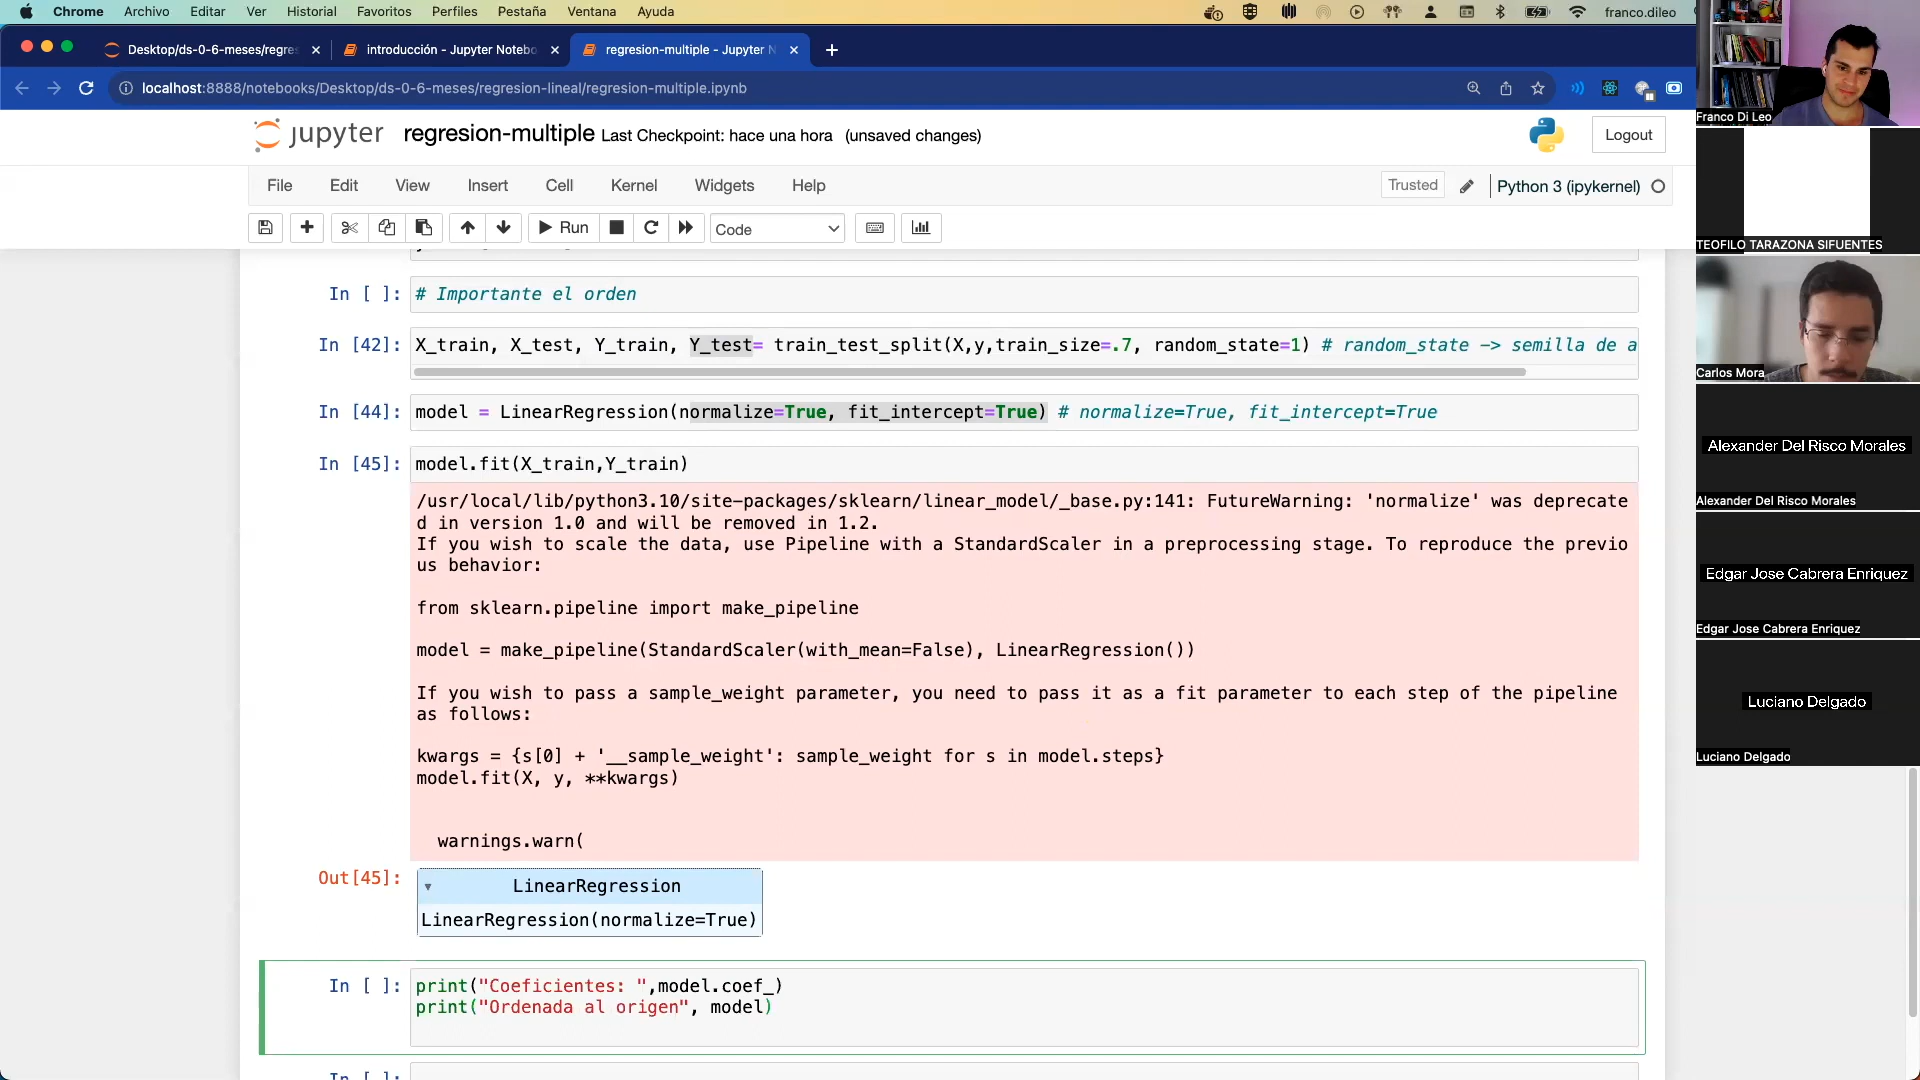 Chrome Archivo Editar Ver Historial Favoritos Perfiles Pestaña Ventana Ayuda franco.dileo
Desktop/ds-0-6-meses/regres
introducción - Jupyter Notebo
regresion-multiple - Jupyter N
localhost:8888/notebooks/Desktop/ds-0-6-meses/regresion-lineal/regresion-multiple.ipynb
jupyter regresion-multiple Last Checkpoint: hace una hora (unsaved changes)
Logout
File Edit View Insert Cell Kernel Widgets Help
Trusted
Python 3 (ipykernel)
Run
Code
In [ ]: # Importante el orden
In [42]: X_train, X_test, Y_train, Y_test= train_test_split(X,y,train_size=.7, random_state=1) # random_state -> semilla de a
In [44]: model = LinearRegression(normalize=True, fit_intercept=True) # normalize=True, fit_intercept=True
In [45]: model.fit(X_train,Y_train)
/usr/local/lib/python3.10/site-packages/sklearn/linear_model/_base.py:141: FutureWarning: 'normalize' was deprecate
d in version 1.0 and will be removed in 1.2.
If you wish to scale the data, use Pipeline with a StandardScaler in a preprocessing stage. To reproduce the previo
us behavior:
from sklearn.pipeline import make_pipeline
model = make_pipeline(StandardScaler(with_mean=False), LinearRegression())
If you wish to pass a sample_weight parameter, you need to pass it as a fit parameter to each step of the pipeline
as follows:
kwargs = {s[0] + '__sample_weight': sample_weight for s in model.steps}
model.fit(X, y, **kwargs)
warnings.warn(
Out[45]:
LinearRegression
LinearRegression(normalize=True)
In [ ]: print("Coeficientes: ",model.coef_)
print("Ordenada al origen", model)
In [ ]:
Franco Di Leo
TEOFILO TARAZONA SIFUENTES
Carlos Mora
Alexander Del Risco Morales
Alexander Del Risco Morales
Edgar Jose Cabrera Enriquez
Edgar Jose Cabrera Enriquez
Luciano Delgado
Luciano Delgado